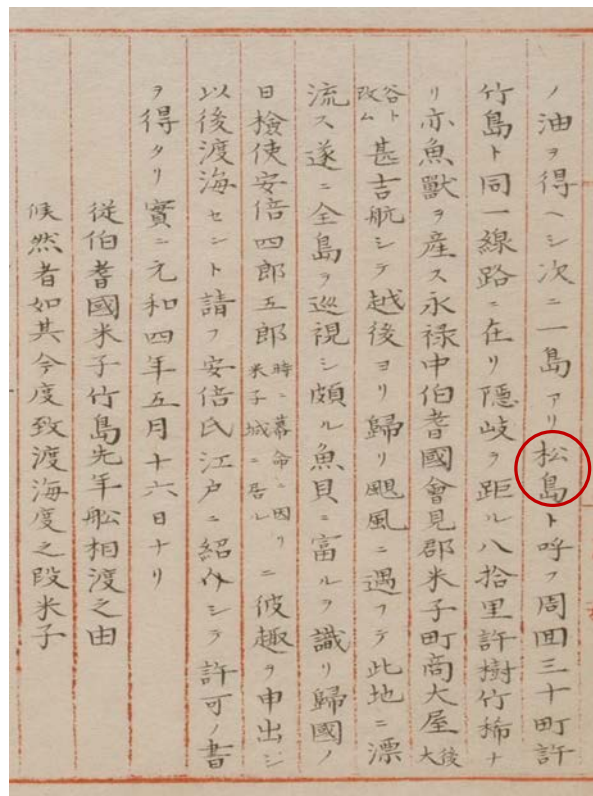 ノ油ヲ得ヘシ次ニ一島アリ松島ト呼フ周回三十町許
竹島ト同一線路ニ在リ隠岐ヲ距ル八拾里許樹竹稀ナ
リ亦魚獣ヲ産ス永禄中伯耆國會見郡米子町商大屋後大
谷ト改ム甚吉航シテ越後ヨリ歸リ颶風ニ遇フテ此地ニ漂
流ス遂ニ全島ヲ巡視シ頗ル魚貝ニ富ルヲ識リ歸國ノ
日檢使安倍四郎五郎時ニ幕命ニ因リ米子城ニ居ルニ彼趣ヲ申出シ
以後渡海セント請フ安倍氏江戸ニ紹介シテ許可ノ書
ヲ得タリ實ニ元和四年五月十六日ナリ
從伯耆國米子竹島先年舩相渡之由
候然者如其今度致渡海度之段米子